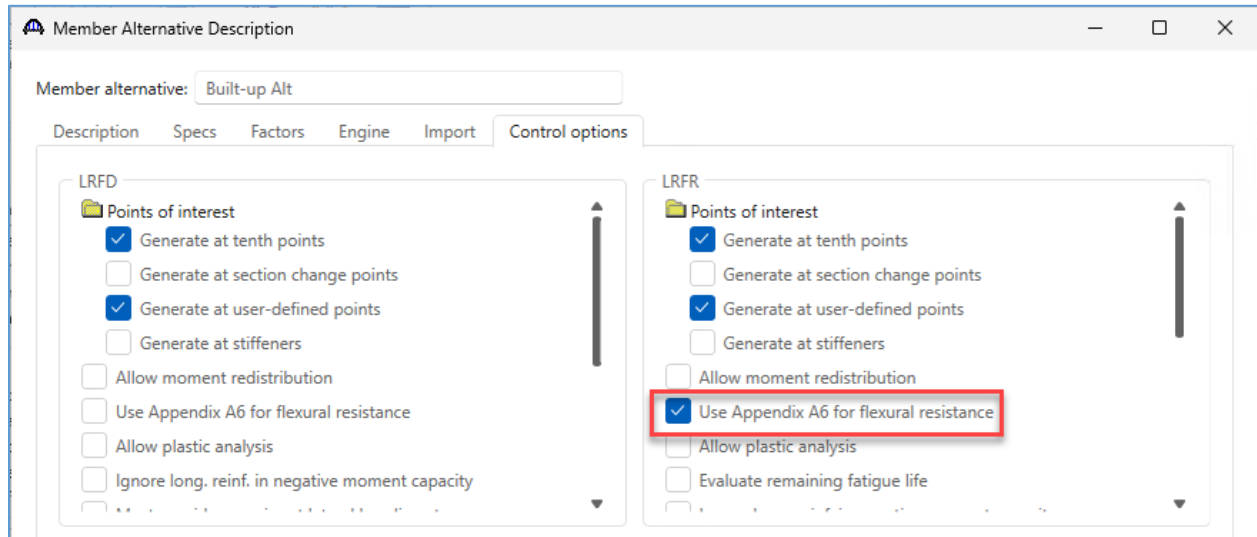 Member Alternative Description
Member alternative: Built-up Alt
Description Specs Factors Engine Import Control options
LRFD
Points of interest
Generate at tenth points
Generate at section change points
Generate at user-defined points
Generate at stiffeners
Allow moment redistribution
Use Appendix A6 for flexural resistance
Allow plastic analysis
Ignore long. reinf. in negative moment capacity
LRFR
Points of interest
Generate at tenth points
Generate at section change points
Generate at user-defined points
Generate at stiffeners
Allow moment redistribution
Use Appendix A6 for flexural resistance
Allow plastic analysis
Evaluate remaining fatigue life